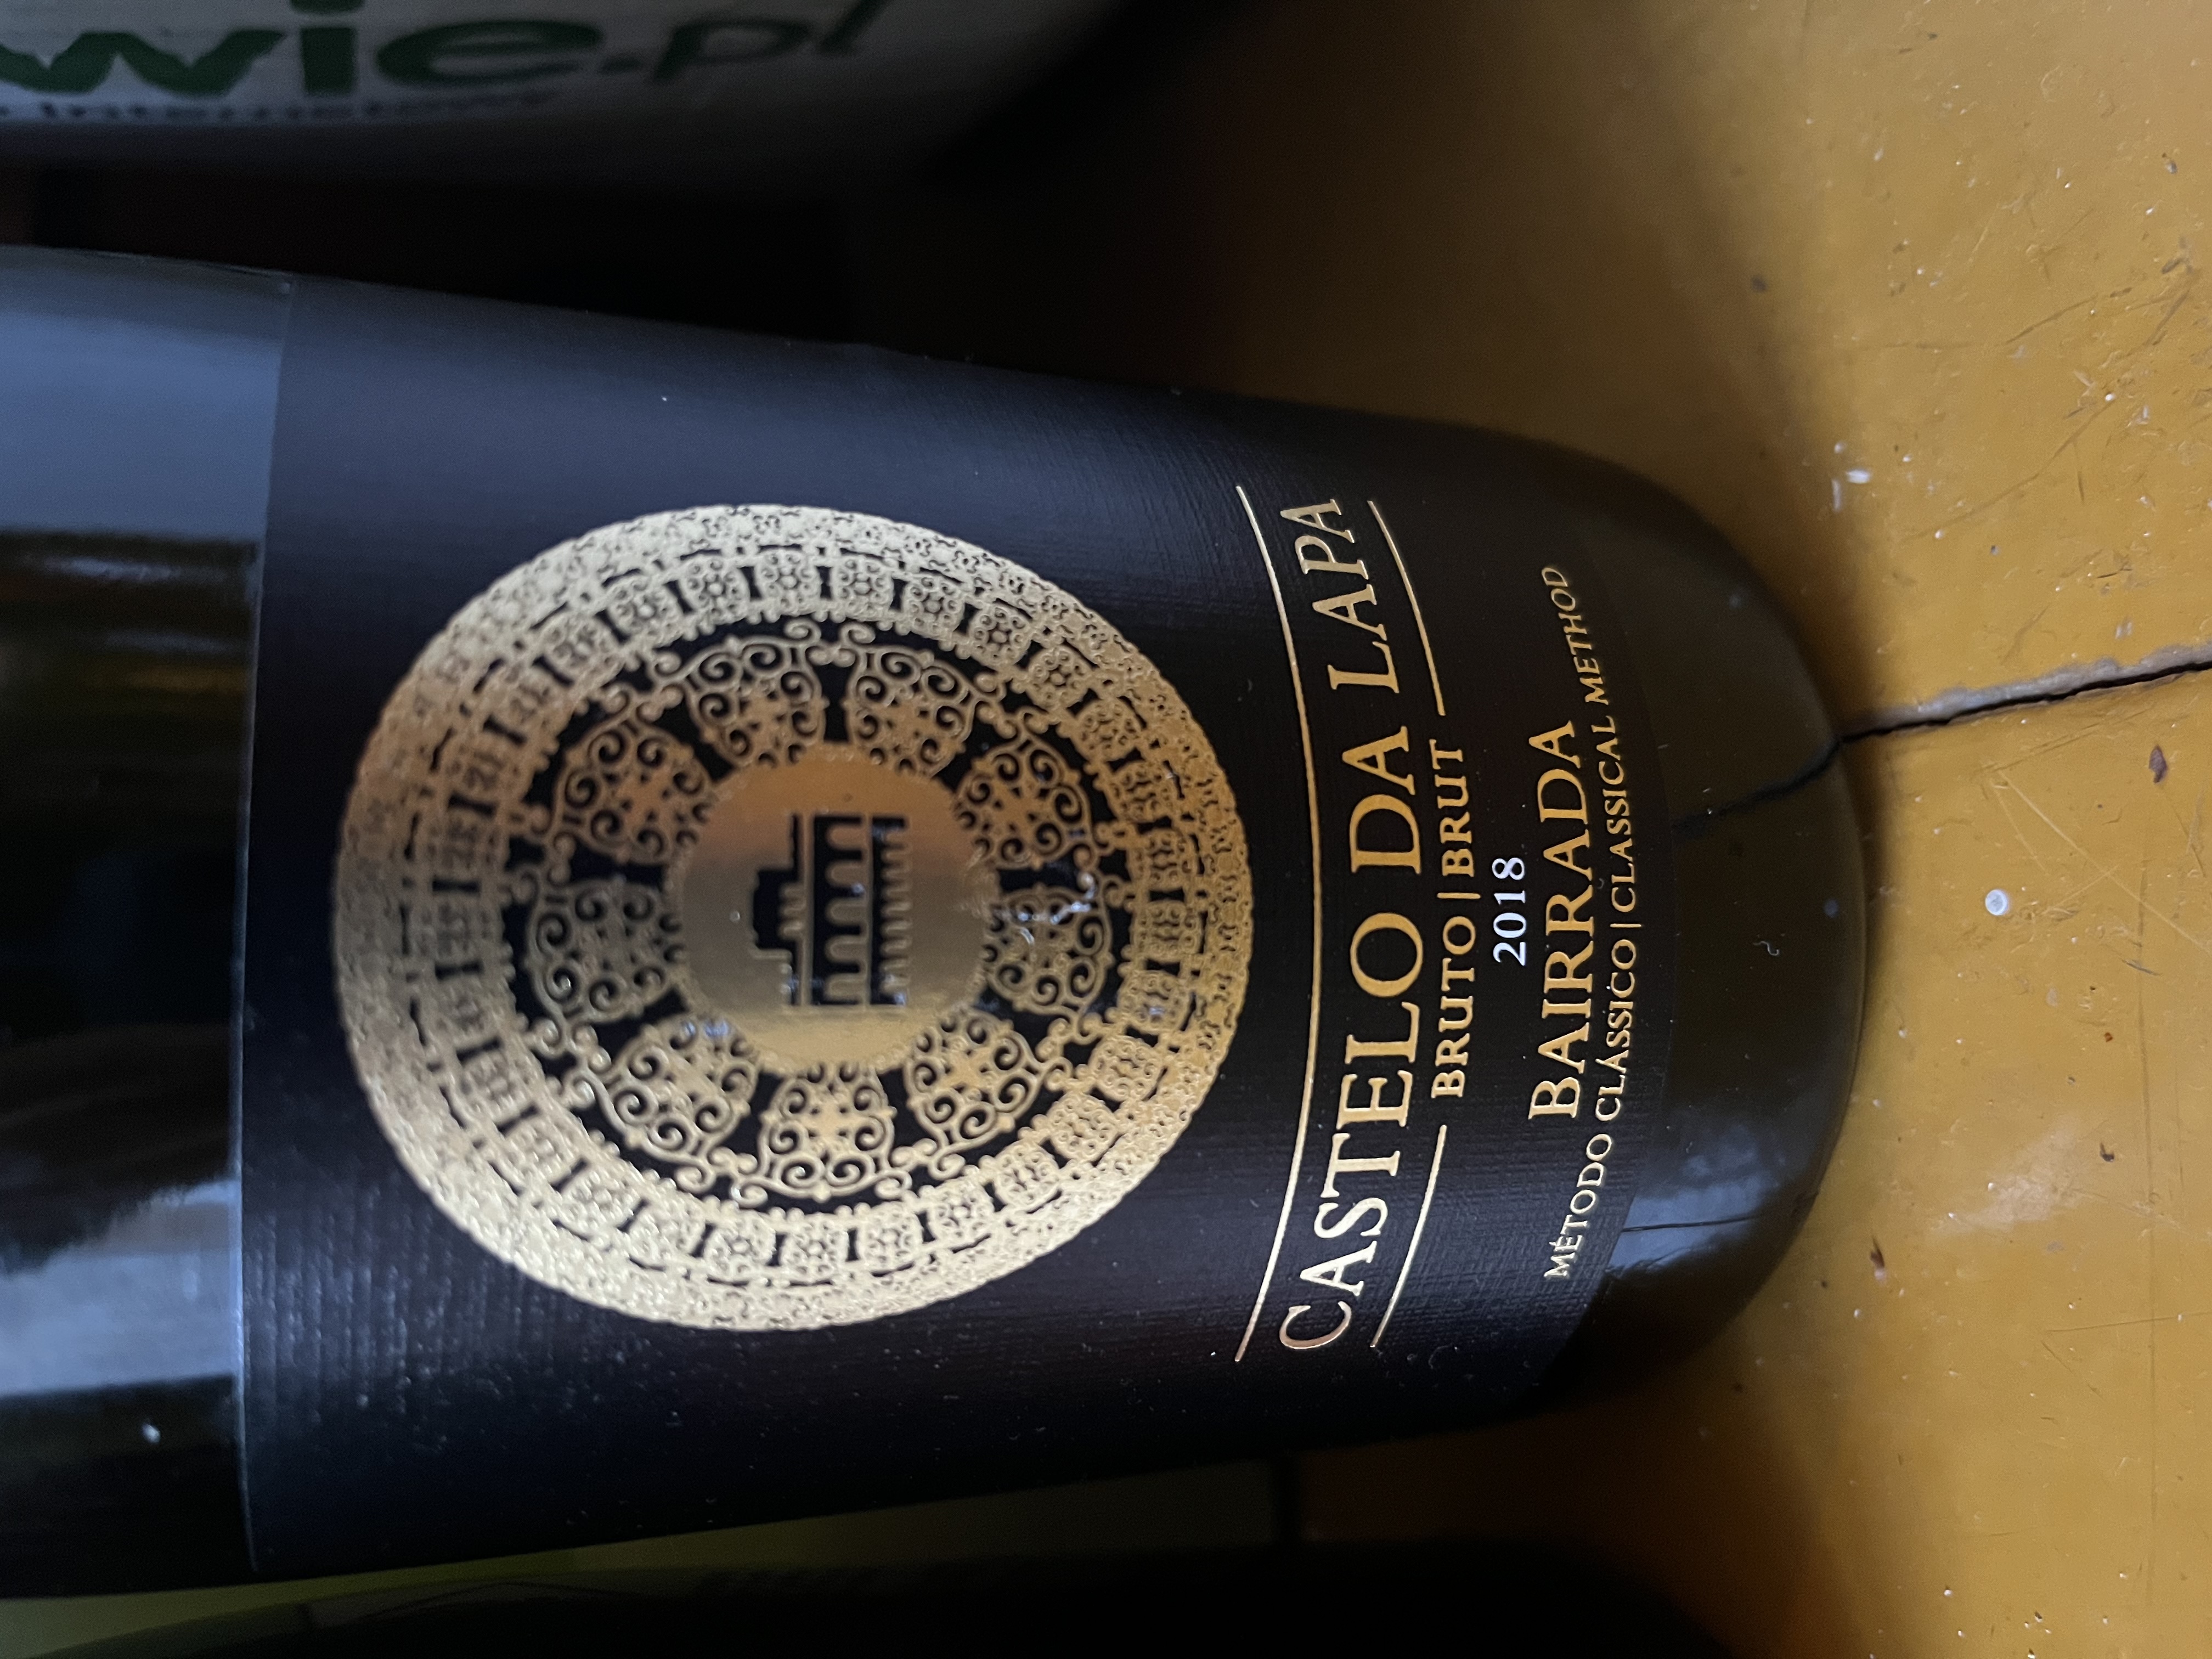 wie.pl
CASTELO DA LAPA
BRUTO | BRUT
2018
BAIRRADA
MÉTODO CLÁSSICO | CLASSICAL METHOD